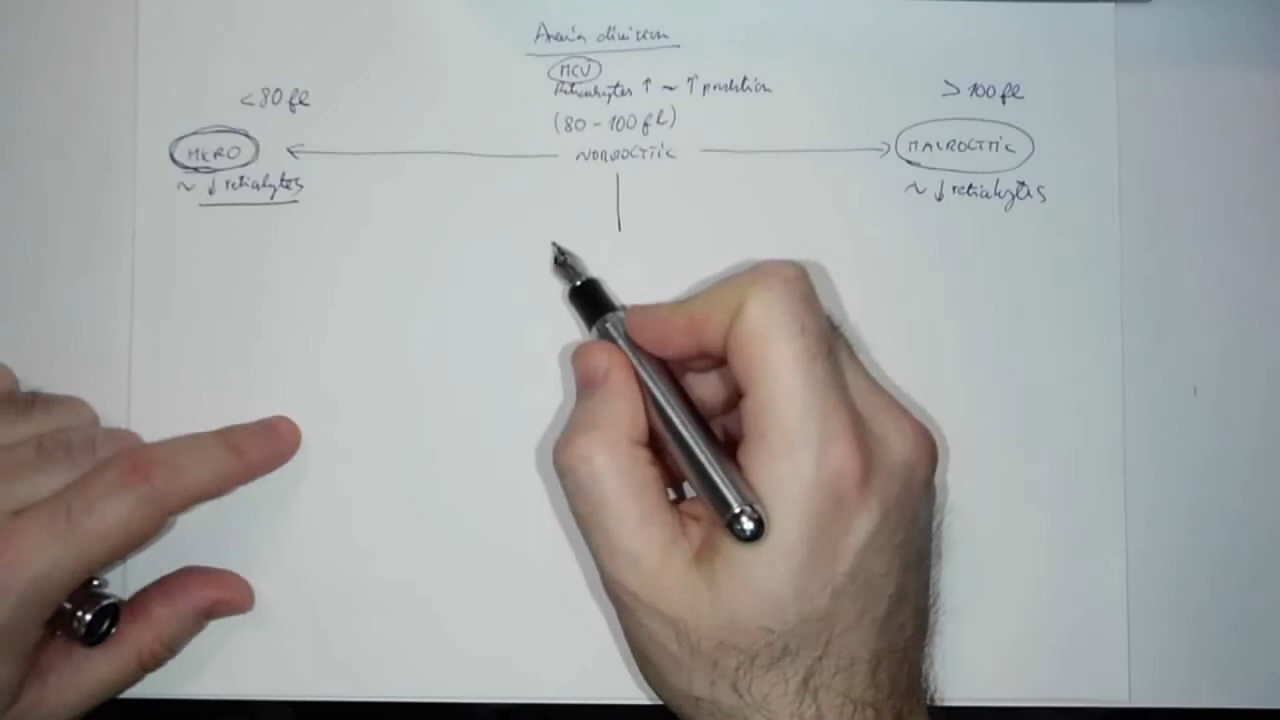 Anemia division
MCV
Reticulocytes ↑ ~ ↑ production
<80 fl
(80-100 fl)
>100 fl
MICRO
NORMOCYTIC
MACROCYTIC
~ ↓ reticulocytes
~ ↓ reticulocytes